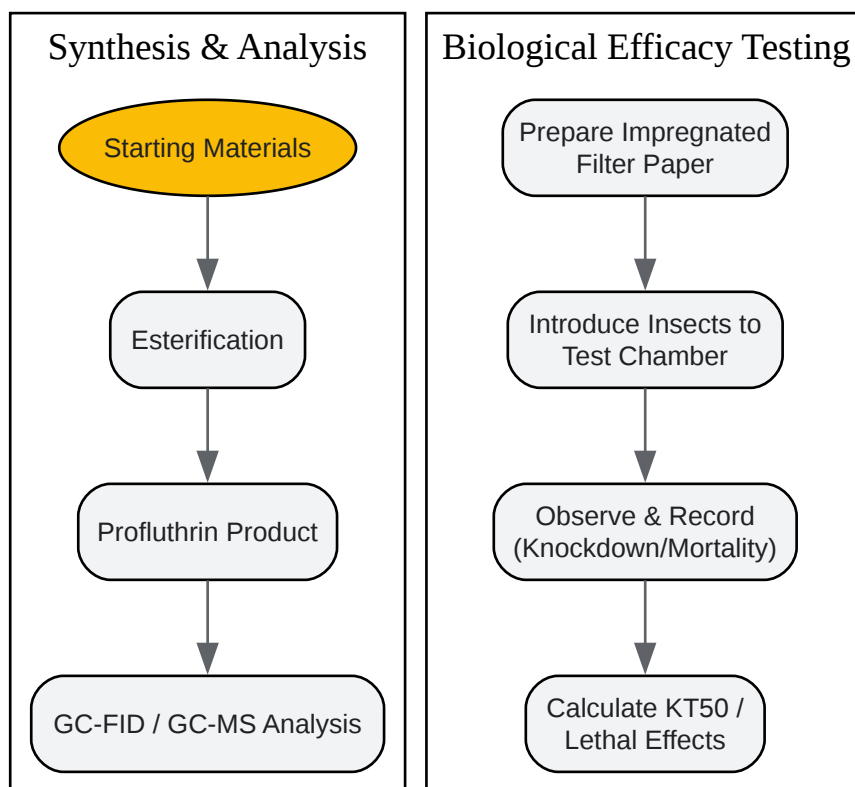 Synthesis & Analysis
Starting Materials
Esterification
Profluthrin Product
GC-FID / GC-MS Analysis
Biological Efficacy Testing
Prepare Impregnated
Filter Paper
Introduce Insects to
Test Chamber
Observe & Record
(Knockdown/Mortality)
Calculate KT50 /
Lethal Effects